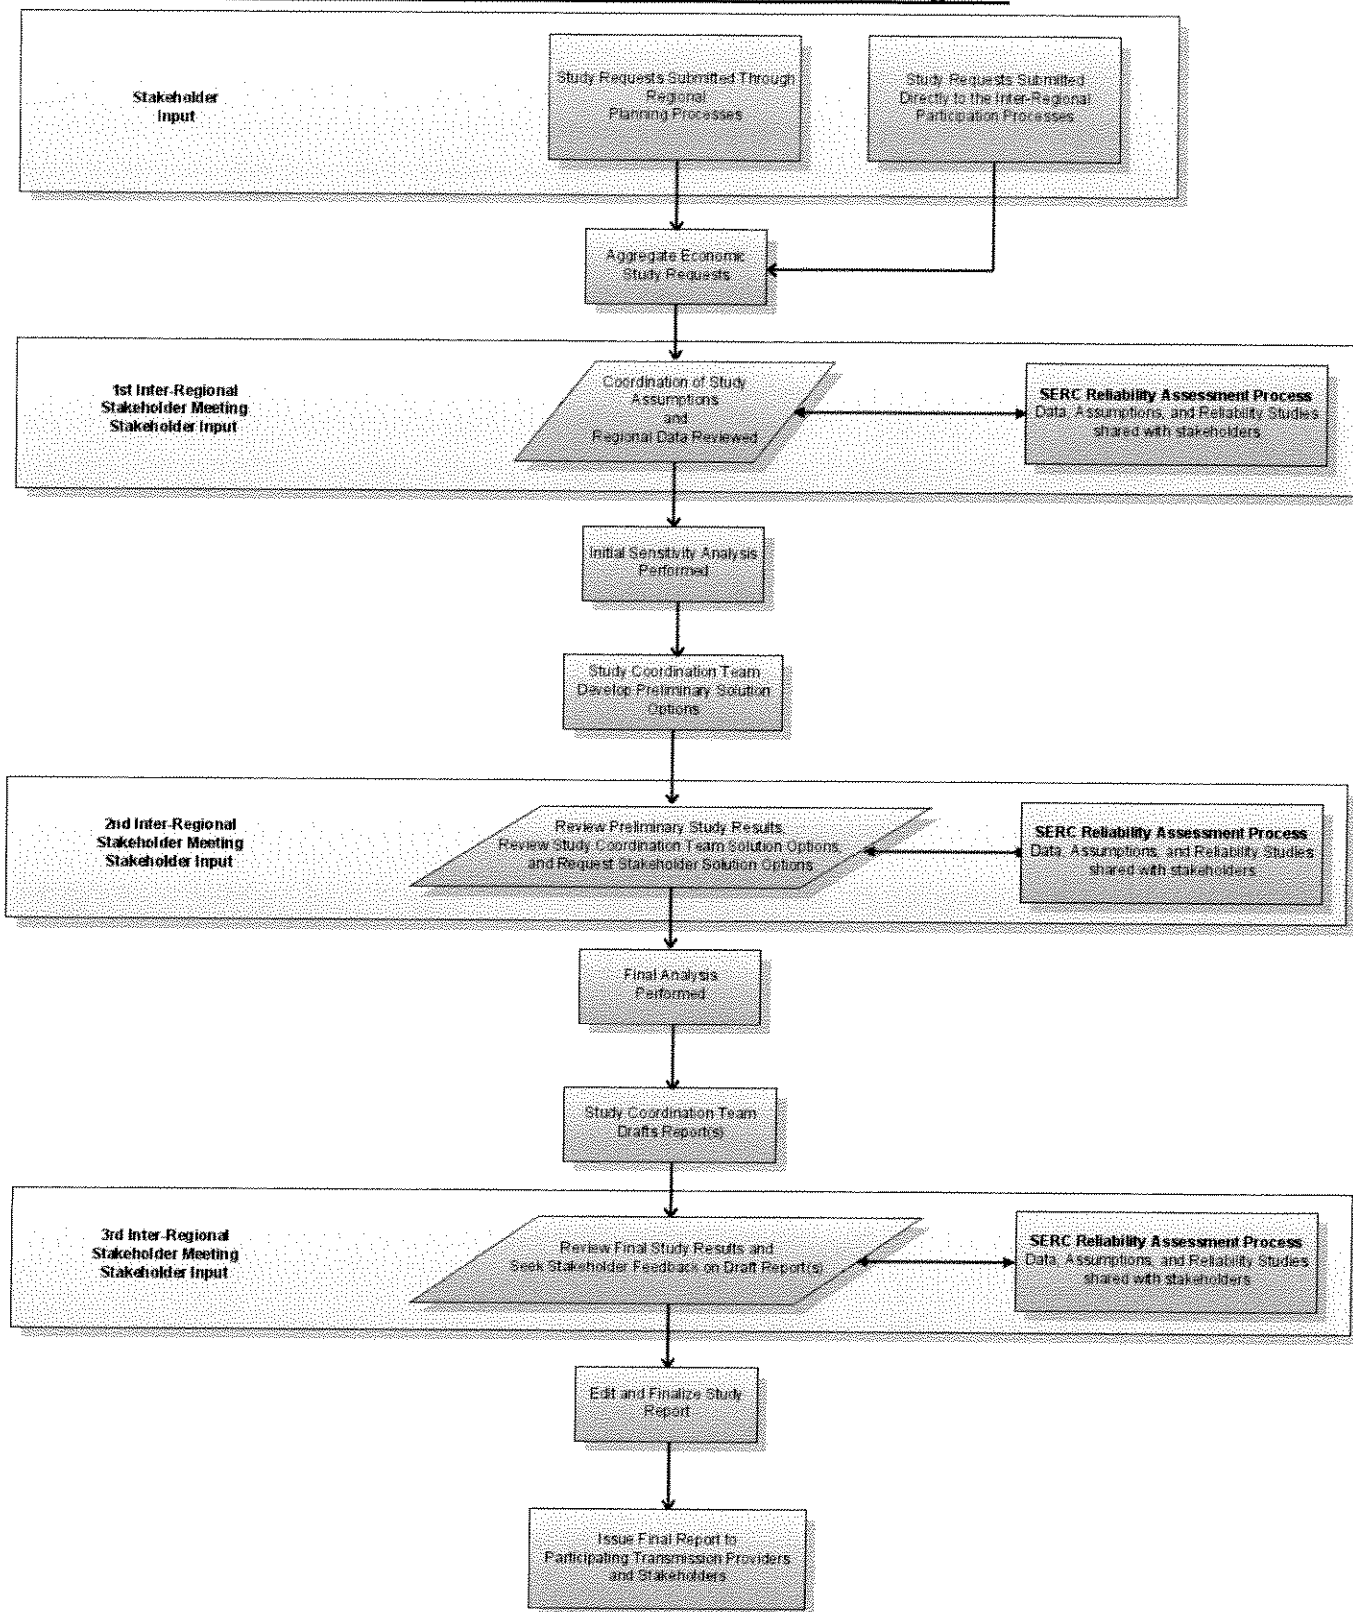 Stakeholder
Input
Study Requests Submitted Through
Regional
Planning Processes
Study Requests Submitted
Directly to the Inter-Regional
Participation Processes
Aggregate Economic
Study Requests
1st Inter-Regional
Stakeholder Meeting
Stakeholder Input
Coordination of Study
Assumptions
and
Regional Data Reviewed
SERC Reliability Assessment Process
Data, Assumptions, and Reliability Studies
shared with stakeholders
Initial Sensitivity Analysis
Performed
Study Coordination Team
Develop Preliminary Solution
Options
2nd Inter-Regional
Stakeholder Meeting
Stakeholder Input
Review Preliminary Study Results
Review Study Coordination Team Solution Options
and Request Stakeholder Solution Options
SERC Reliability Assessment Process
Data, Assumptions, and Reliability Studies
shared with stakeholders
Final Analysis
Performed
Study Coordination Team
Drafts Report(s)
3rd Inter-Regional
Stakeholder Meeting
Stakeholder Input
Review Final Study Results and
Seek Stakeholder Feedback on Draft Report(s)
SERC Reliability Assessment Process
Data, Assumptions, and Reliability Studies
shared with stakeholders
Edit and Finalize Study
Report
Issue Final Report to
Participating Transmission Providers
and Stakeholders